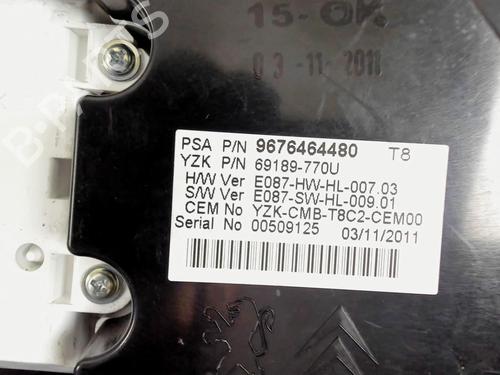 15-OK
03-11-2011
B-PARTS
PSA P/N 9676464480 T8
YZK P/N 69189-770U
H/W Ver E087-HW-HL-007.03
S/W Ver E087-SW-HL-009.01
CEM No YZK-CMB-T8C2-CEM00
Serial No 00509125 03/11/2011